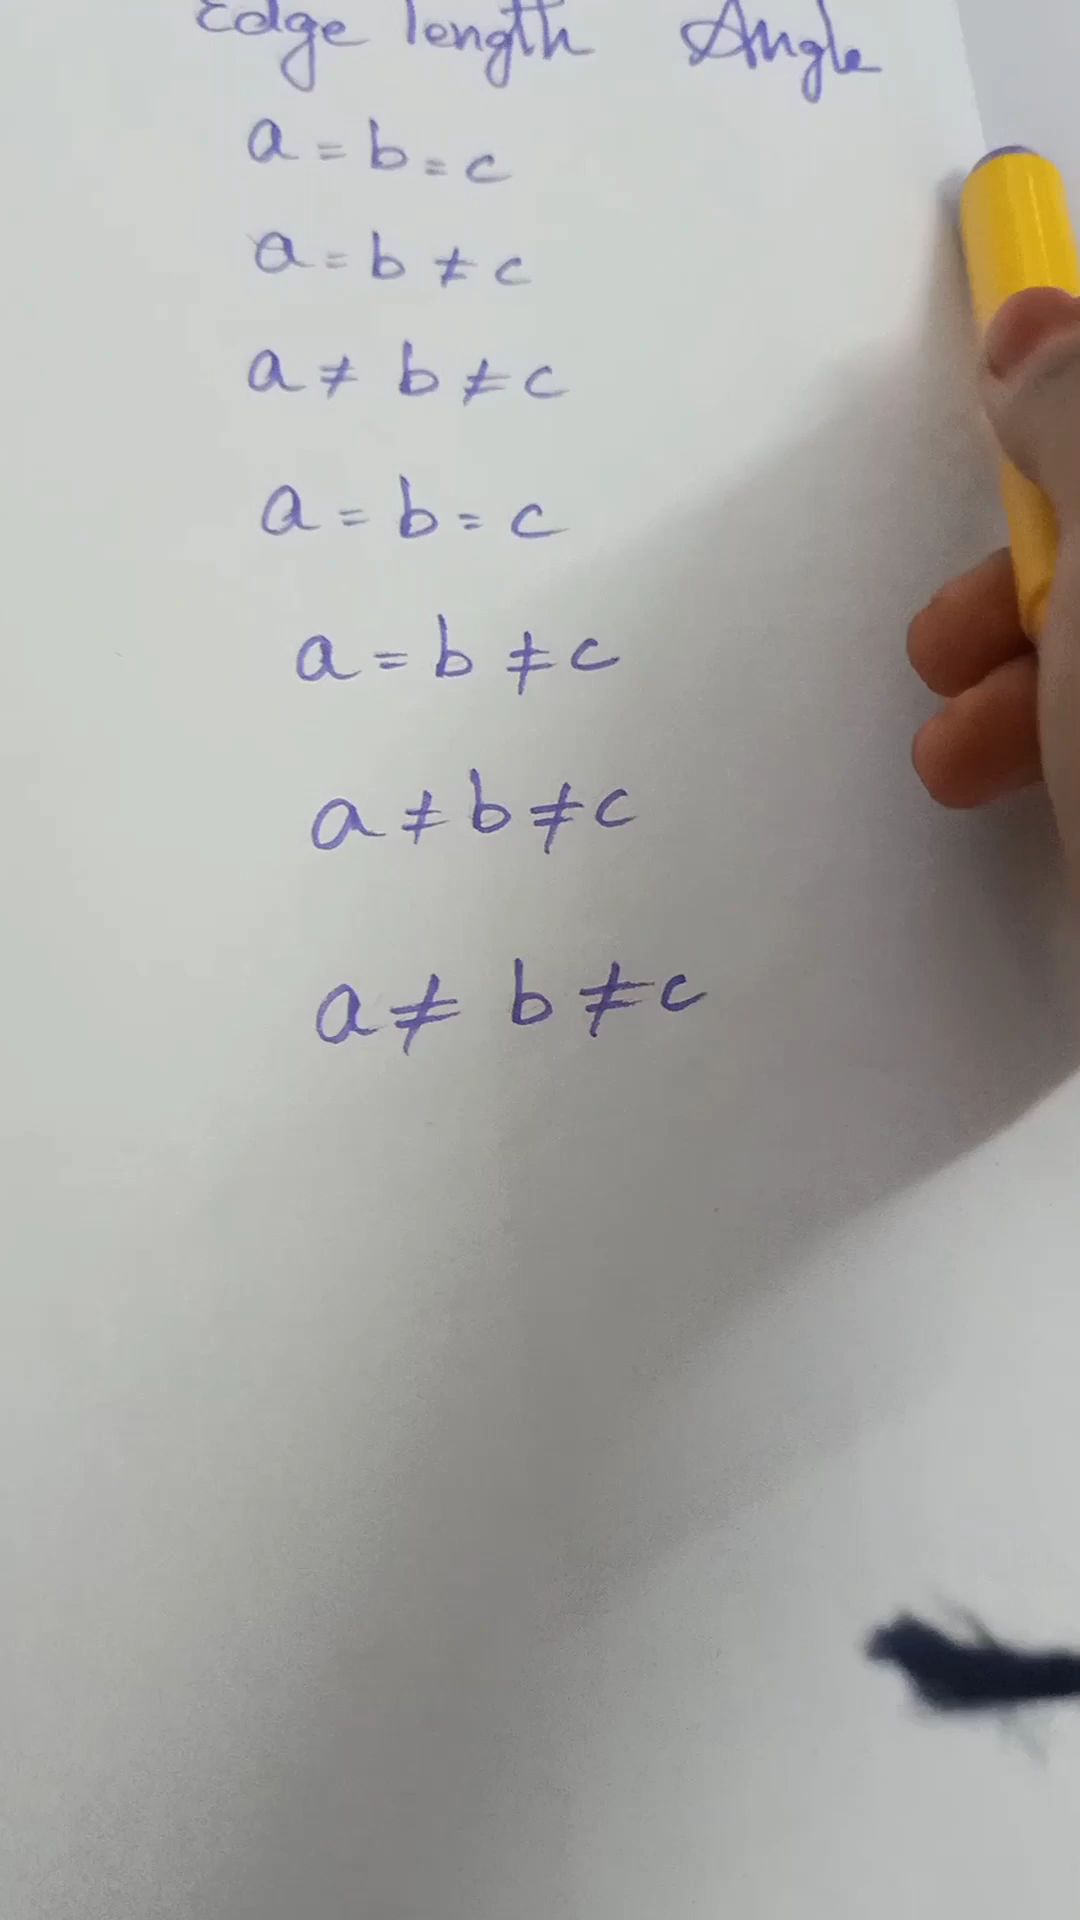 Edge length Angle
a = b = c
a = b ≠ c
a ≠ b ≠ c
a = b = c
a = b ≠ c
a ≠ b ≠ c
a ≠ b ≠ c